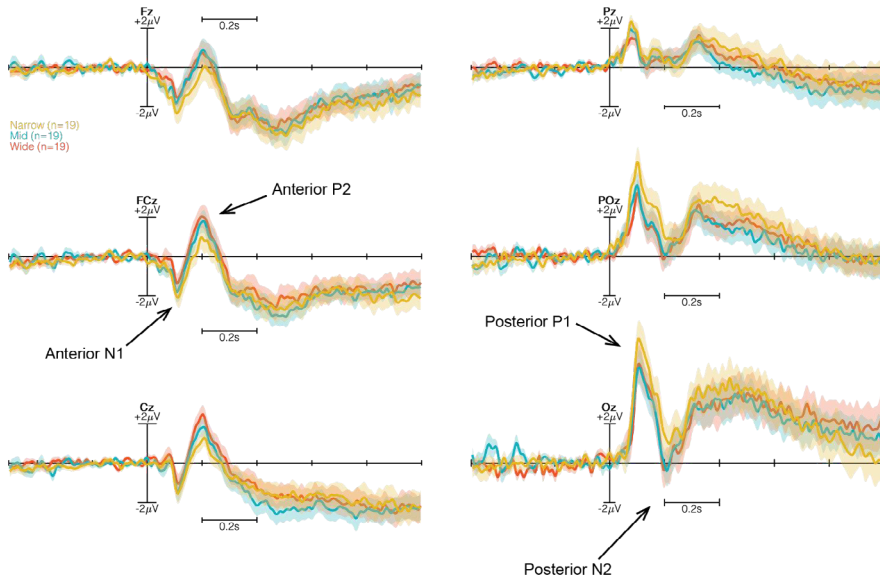 Fz
+2µV
0.2s
-2µV
Narrow (n=19)
Mid (n=19)
Wide (n=19)
FCz
+2µV
Anterior P2
-2µV
0.2s
Anterior N1
Cz
+2µV
-2µV
0.2s
Pz
+2µV
-2µV
0.2s
POz
+2µV
-2µV
0.2s
Posterior P1
Oz
+2µV
-2µV
0.2s
Posterior N2